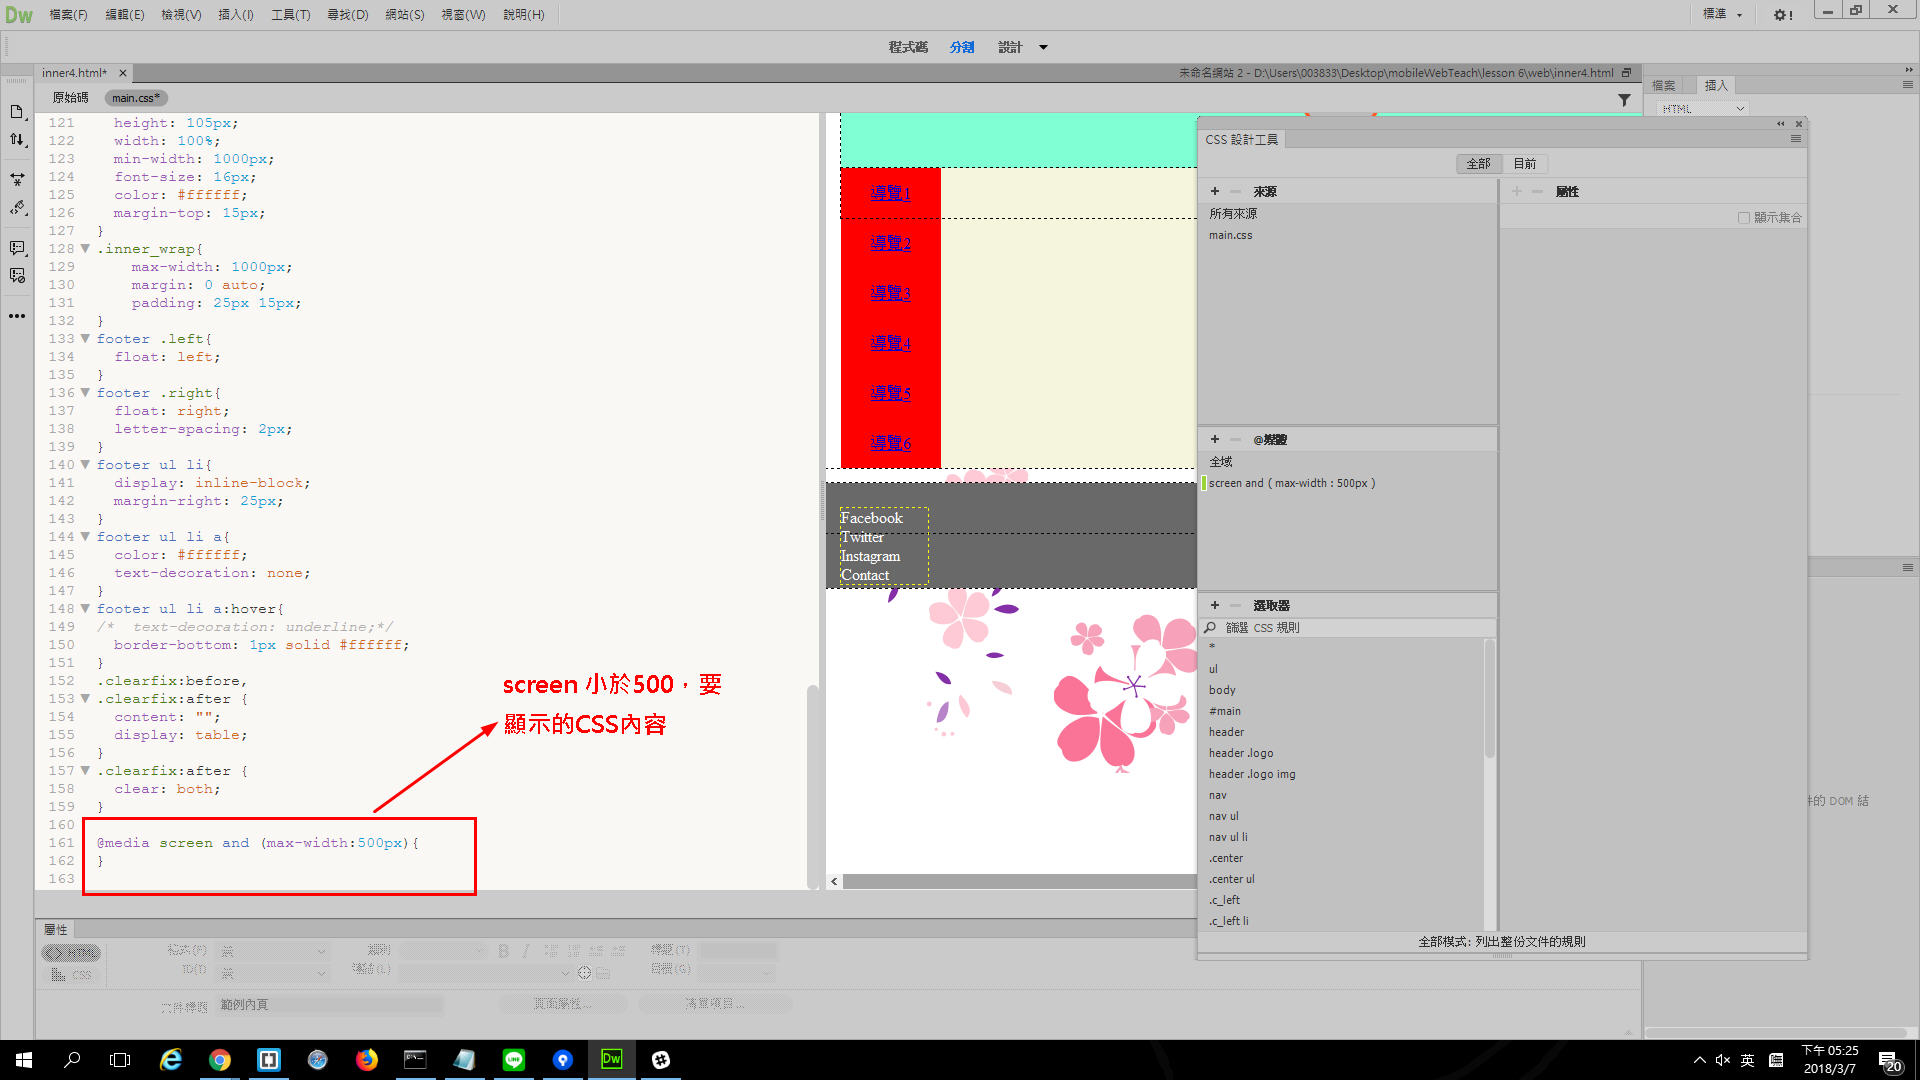 Dw 檔案(F) 編輯(E) 檢視(V) 插入(I) 工具(T) 尋找(D) 網站(S) 視窗(W) 說明(H) 標準
程式碼 分割 設計
inner4.html* 未命名網站 2 - D:\Users\003833\Desktop\mobileWebTeach\lesson 6\web\inner4.html
原始碼 main.css*
121 height: 105px;
122 width: 100%;
123 min-width: 1000px;
124 font-size: 16px;
125 color: #ffffff;
126 margin-top: 15px;
127 }
128 .inner_wrap{
129 max-width: 1000px;
130 margin: 0 auto;
131 padding: 25px 15px;
132 }
133 footer .left{
134 float: left;
135 }
136 footer .right{
137 float: right;
138 letter-spacing: 2px;
139 }
140 footer ul li{
141 display: inline-block;
142 margin-right: 25px;
143 }
144 footer ul li a{
145 color: #ffffff;
146 text-decoration: none;
147 }
148 footer ul li a:hover{
149 /* text-decoration: underline;*/
150 border-bottom: 1px solid #ffffff;
151 }
152 .clearfix:before,
153 .clearfix:after {
154 content: "";
155 display: table;
156 }
157 .clearfix:after {
158 clear: both;
159 }
160
161 @media screen and (max-width:500px){
162 }
163
screen 小於500，要
顯示的CSS內容
導覽1
導覽2
導覽3
導覽4
導覽5
導覽6
Facebook
Twitter
Instagram
Contact
檔案 插入
HTML
CSS 設計工具
全部 目前
來源 屬性
所有來源 顯示集合
main.css
@媒體
全域
screen and ( max-width : 500px )
選取器
篩選 CSS 規則
*
ul
body
#main
header
header .logo
header .logo img
nav
nav ul
nav ul li
.center
.center ul
.c_left
.c_left li
全部模式: 列出整份文件的規則
件的 DOM 結
屬性
<> HTML 格式(F) 無 類別 B I 標題(T)
CSS ID(I) 無 連結(L) 目標(G)
文件標題 範例內頁 頁面屬性... 清單項目...
英
下午 05:25
2018/3/7
20